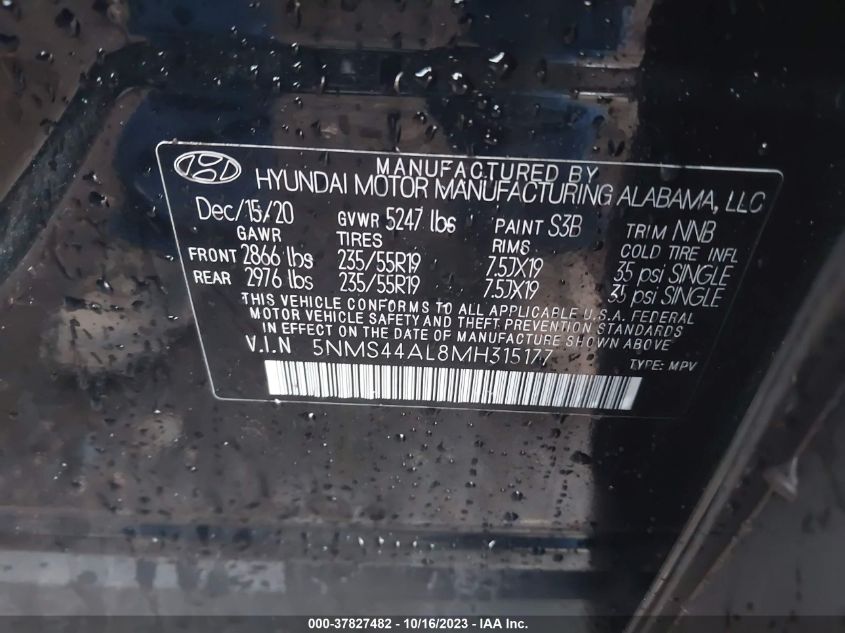 MANUFACTURED BY
HYUNDAI MOTOR MANUFACTURING ALABAMA, LLC
Dec/15/20 GVWR 5247 lbs PAINT S3B TRIM NNB
GAWR TIRES RIMS COLD TIRE INFL
FRONT 2866 lbs 235/55R19 7.5JX19 35 psi SINGLE
REAR 2976 lbs 235/55R19 7.5JX19 35 psi SINGLE
THIS VEHICLE CONFORMS TO ALL APPLICABLE U.S.A. FEDERAL
MOTOR VEHICLE SAFETY AND THEFT PREVENTION STANDARDS
IN EFFECT ON THE DATE OF MANUFACTURE SHOWN ABOVE
V.I.N 5NMS44AL8MH315177 TYPE: MPV
000-37827482 - 10/16/2023 - IAA Inc.